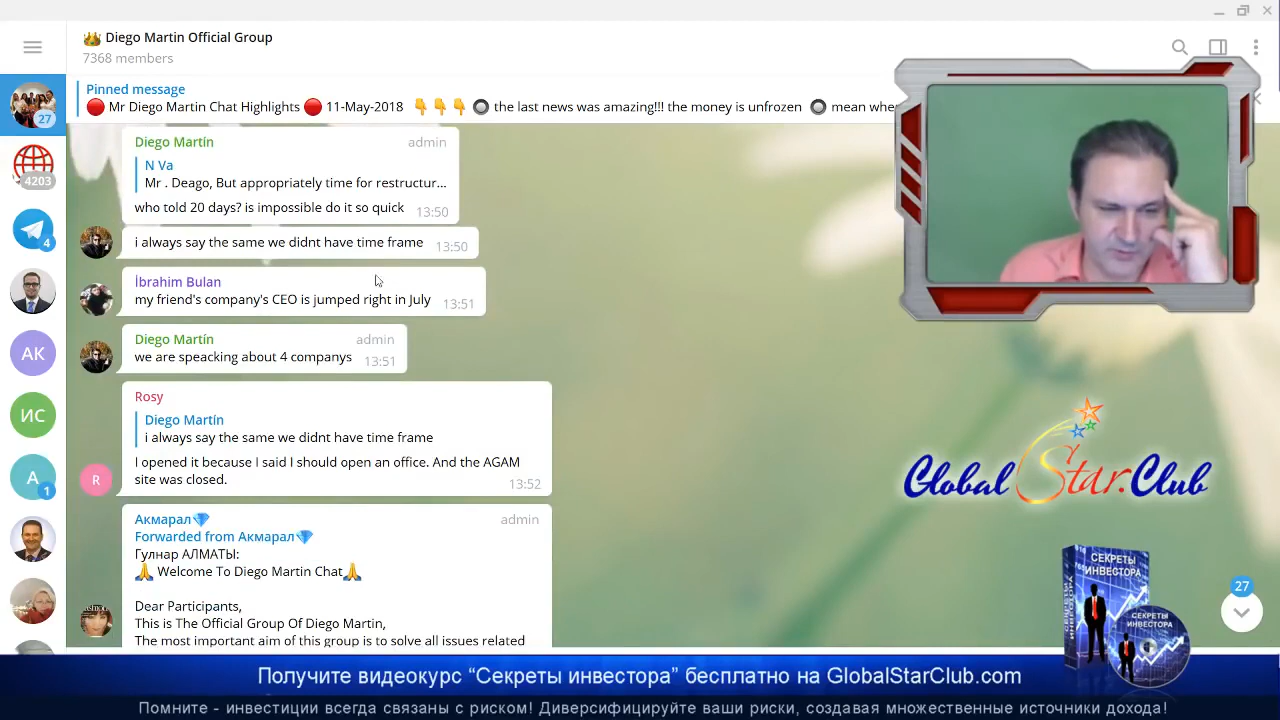 Diego Martin Official Group
7368 members
27
4203
4
АК
ИС
A
1
Pinned message
🔴 Mr Diego Martin Chat Highlights 🔴 11-May-2018 👇👇👇 🔘 the last news was amazing!!! the money is unfrozen 🔘 mean
Diego Martín admin
N Va
Mr . Deago, But appropriately time for restructur...
who told 20 days? is impossible do it so quick 13:50
i always say the same we didnt have time frame 13:50
İbrahim Bulan
my friend's company's CEO is jumped right in July 13:51
Diego Martín admin
we are speacking about 4 companys 13:51
Rosy
Diego Martín
i always say the same we didnt have time frame
I opened it because I said I should open an office. And the AGAM
R
site was closed. 13:52
Акмарал💎 admin
Forwarded from Акмарал💎
Гулнар АЛМАТЫ:
🙏 Welcome To Diego Martin Chat🙏
Dear Participants,
This is The Official Group Of Diego Martin,
The most important aim of this group is to solve all issues related
Global Star.Club
СЕКРЕТЫ
ИНВЕСТОРА
СЕКРЕТЫ
ИНВЕСТОРА
27
Получите видеокурс “Секреты инвестора” бесплатно на GlobalStarClub.com
Помните - инвестиции всегда связаны с риском! Диверсифицируйте ваши риски, создавая множественные источники дохода!